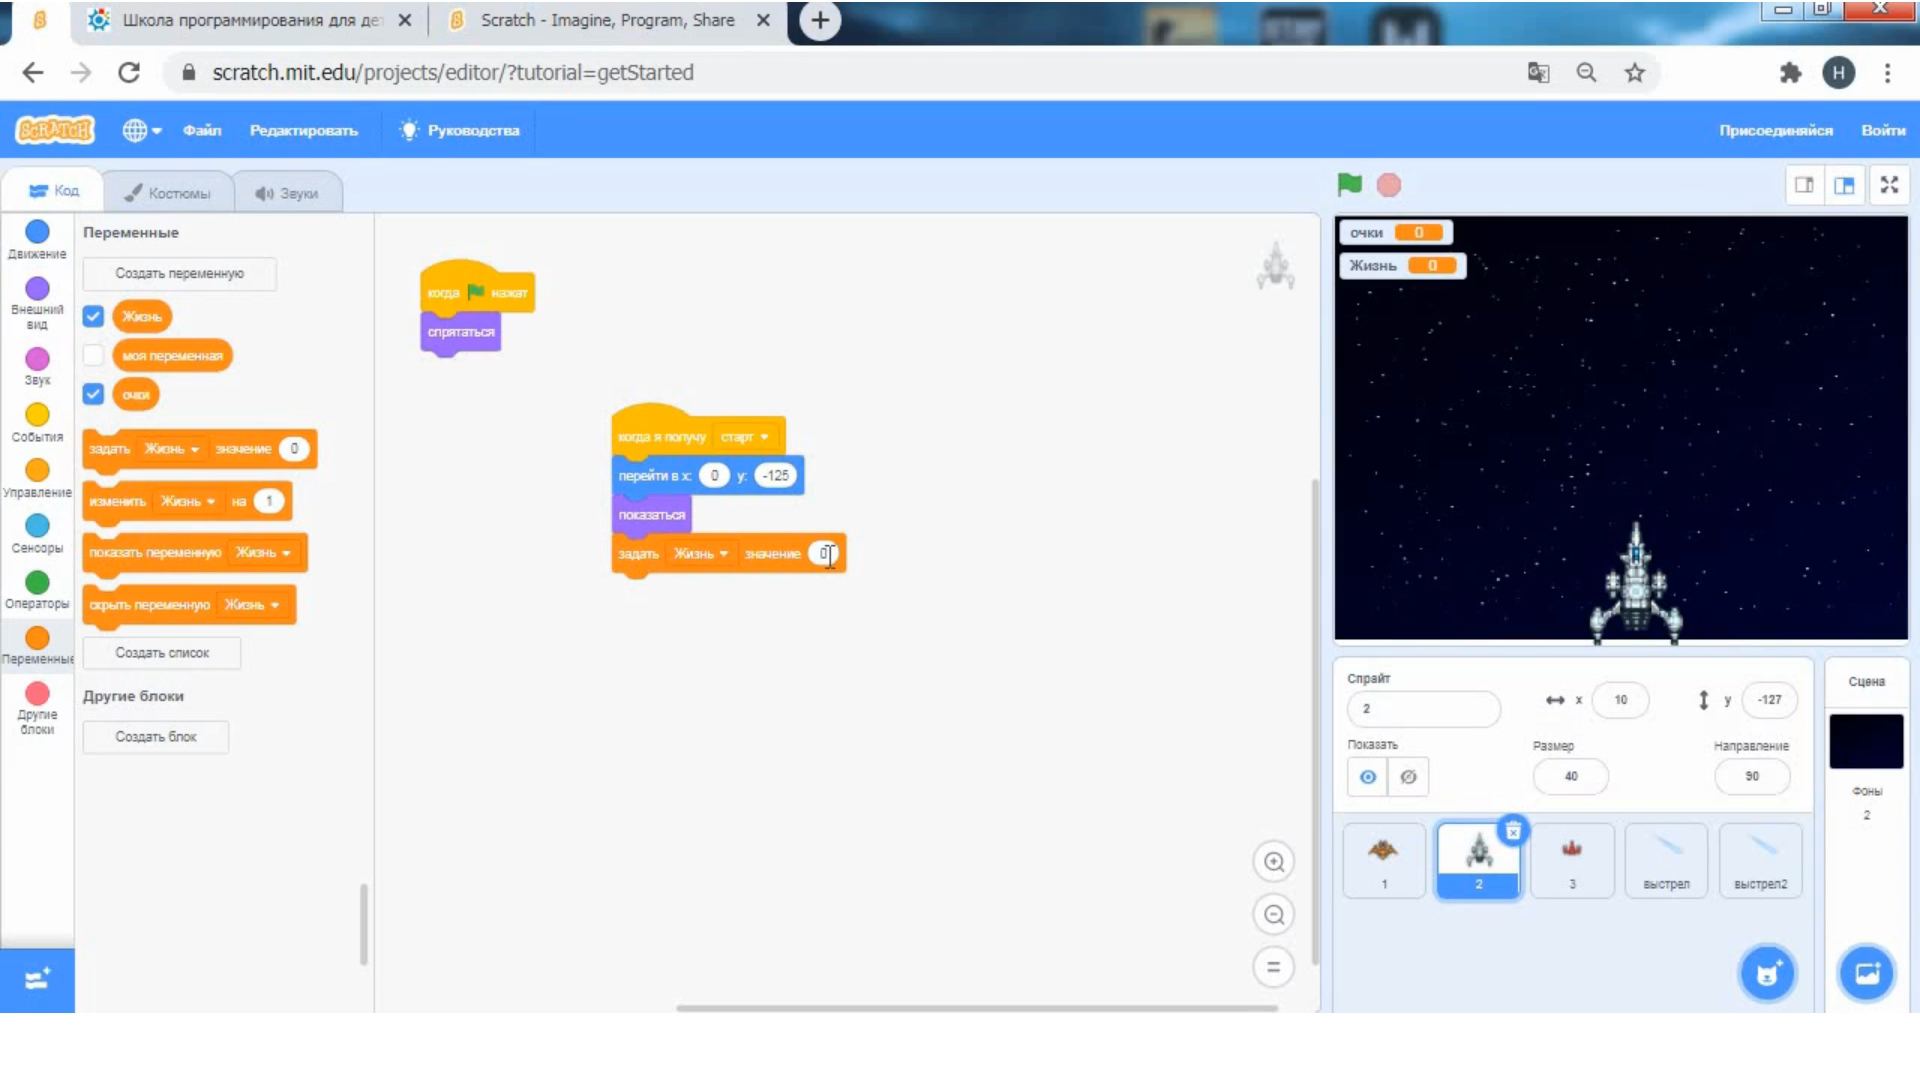 Школа программирования для де
Scratch - Imagine, Program, Share
scratch.mit.edu/projects/editor/?tutorial=getStarted
H
SCRATCH
Файл
Редактировать
Руководства
Присоединяйся
Войти
Код
Костюмы
Звуки
Движение
Внешний
вид
Звук
События
Управление
Сенсоры
Операторы
Переменные
Другие
блоки
Переменные
Создать переменную
Жизнь
моя переменная
очки
задать Жизнь значение 0
изменить Жизнь на 1
показать переменную Жизнь
скрыть переменную Жизнь
Создать список
Другие блоки
Создать блок
когда нажат
спрятаться
когда я получу старт
перейти в x: 0 y: -125
показаться
задать Жизнь значение 0
очки 0
Жизнь 0
Спрайт
2
x 10
y -127
Показать
Размер
40
Направление
90
1
2
3
выстрел
выстрел2
Сцена
Фоны
2